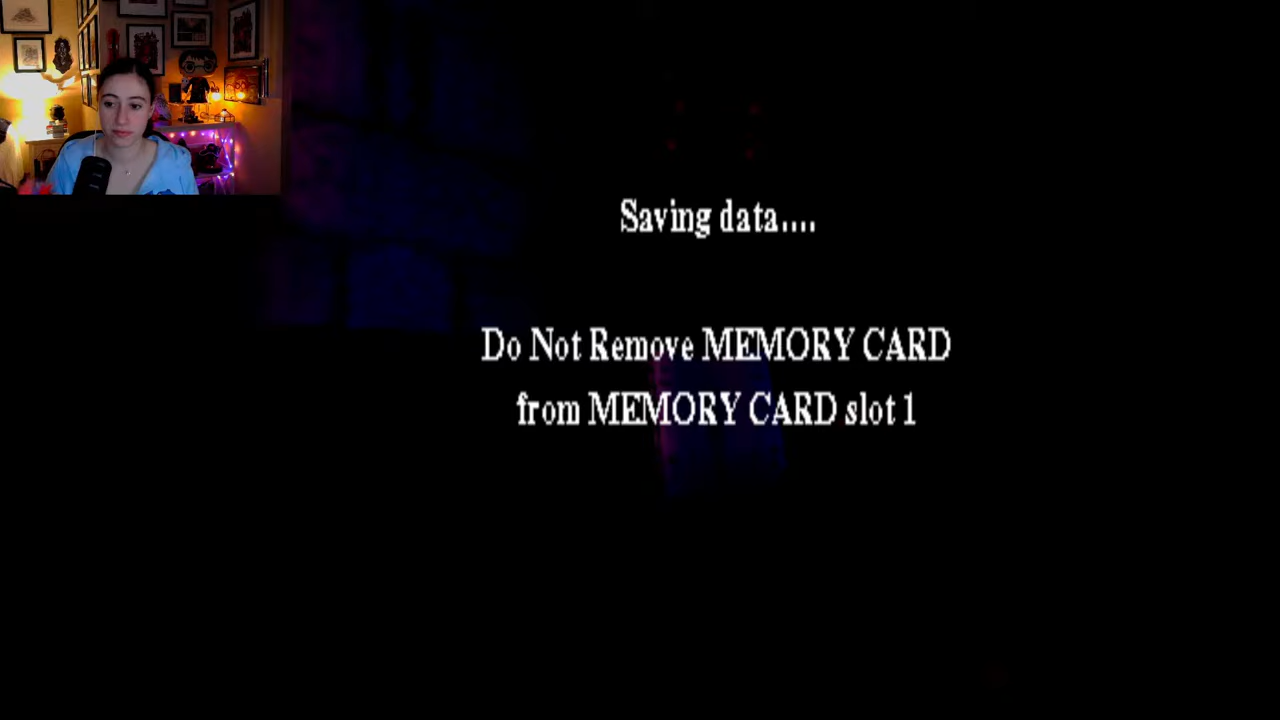 Saving data....
Do Not Remove MEMORY CARD
from MEMORY CARD slot 1